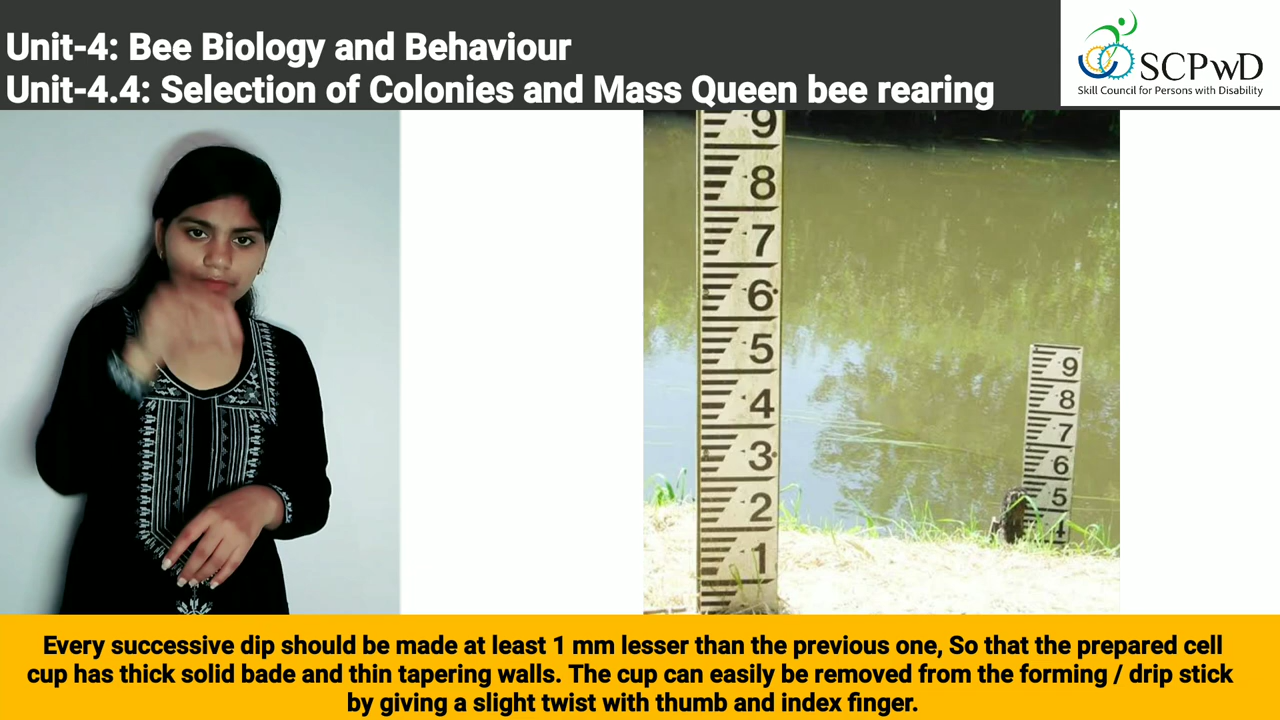 Unit-4: Bee Biology and Behaviour
Unit-4.4: Selection of Colonies and Mass Queen bee rearing
SCPwD
Skill Council for Persons with Disability
9
8
7
6
5
4
3
2
1
9
8
7
6
5
4
Every successive dip should be made at least 1 mm lesser than the previous one, So that the prepared cell
cup has thick solid bade and thin tapering walls. The cup can easily be removed from the forming / drip stick
by giving a slight twist with thumb and index finger.